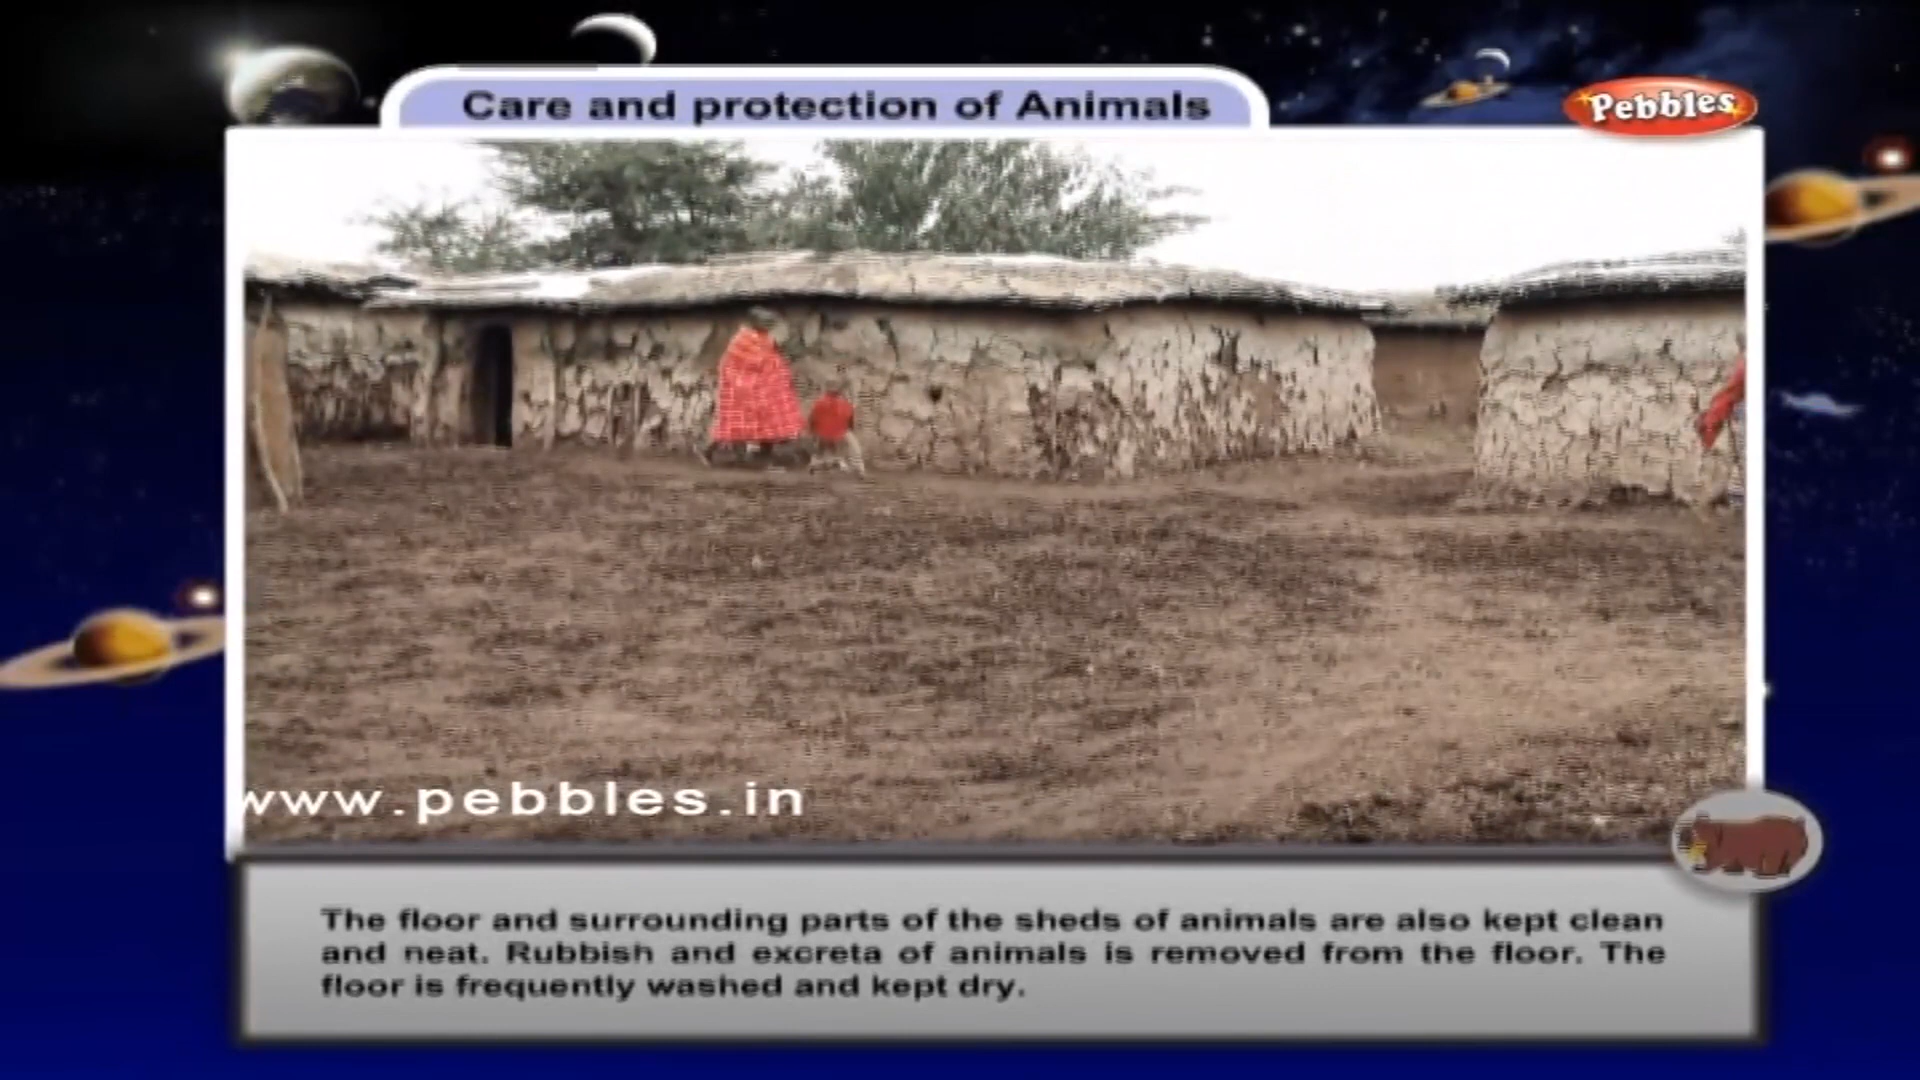 Care and protection of Animals
Pebbles
www.pebbles.in
The floor and surrounding parts of the sheds of animals are also kept clean
and neat. Rubbish and excreta of animals is removed from the floor. The
floor is frequently washed and kept dry.